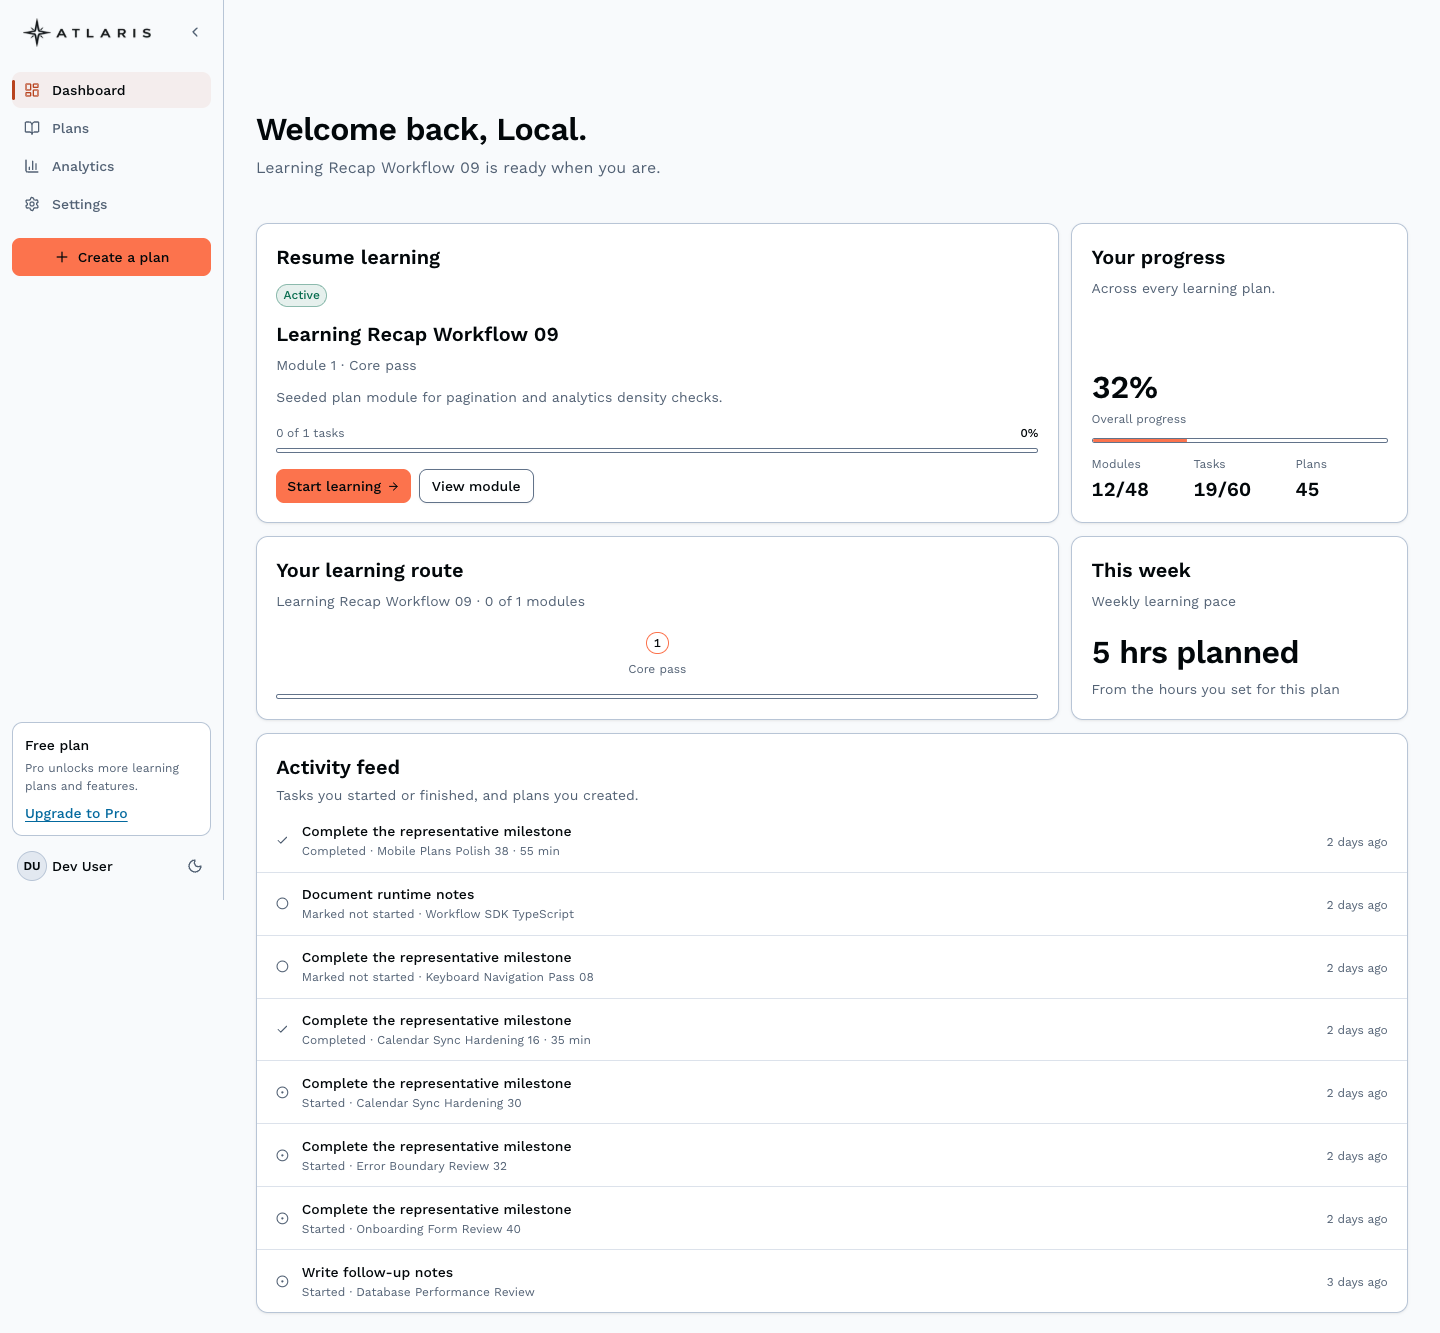 ATLARIS
Dashboard
Plans
Analytics
Settings
Create a plan
Free plan
Pro unlocks more learning
plans and features.
Upgrade to Pro
DU Dev User
Welcome back, Local.
Learning Recap Workflow 09 is ready when you are.
Resume learning
Active
Learning Recap Workflow 09
Module 1 · Core pass
Seeded plan module for pagination and analytics density checks.
0 of 1 tasks 0%
Start learning → View module
Your progress
Across every learning plan.
32%
Overall progress
Modules Tasks Plans
12/48 19/60 45
Your learning route
Learning Recap Workflow 09 · 0 of 1 modules
1
Core pass
This week
Weekly learning pace
5 hrs planned
From the hours you set for this plan
Activity feed
Tasks you started or finished, and plans you created.
Complete the representative milestone
Completed · Mobile Plans Polish 38 · 55 min
2 days ago
Document runtime notes
Marked not started · Workflow SDK TypeScript
2 days ago
Complete the representative milestone
Marked not started · Keyboard Navigation Pass 08
2 days ago
Complete the representative milestone
Completed · Calendar Sync Hardening 16 · 35 min
2 days ago
Complete the representative milestone
Started · Calendar Sync Hardening 30
2 days ago
Complete the representative milestone
Started · Error Boundary Review 32
2 days ago
Complete the representative milestone
Started · Onboarding Form Review 40
2 days ago
Write follow-up notes
Started · Database Performance Review
3 days ago